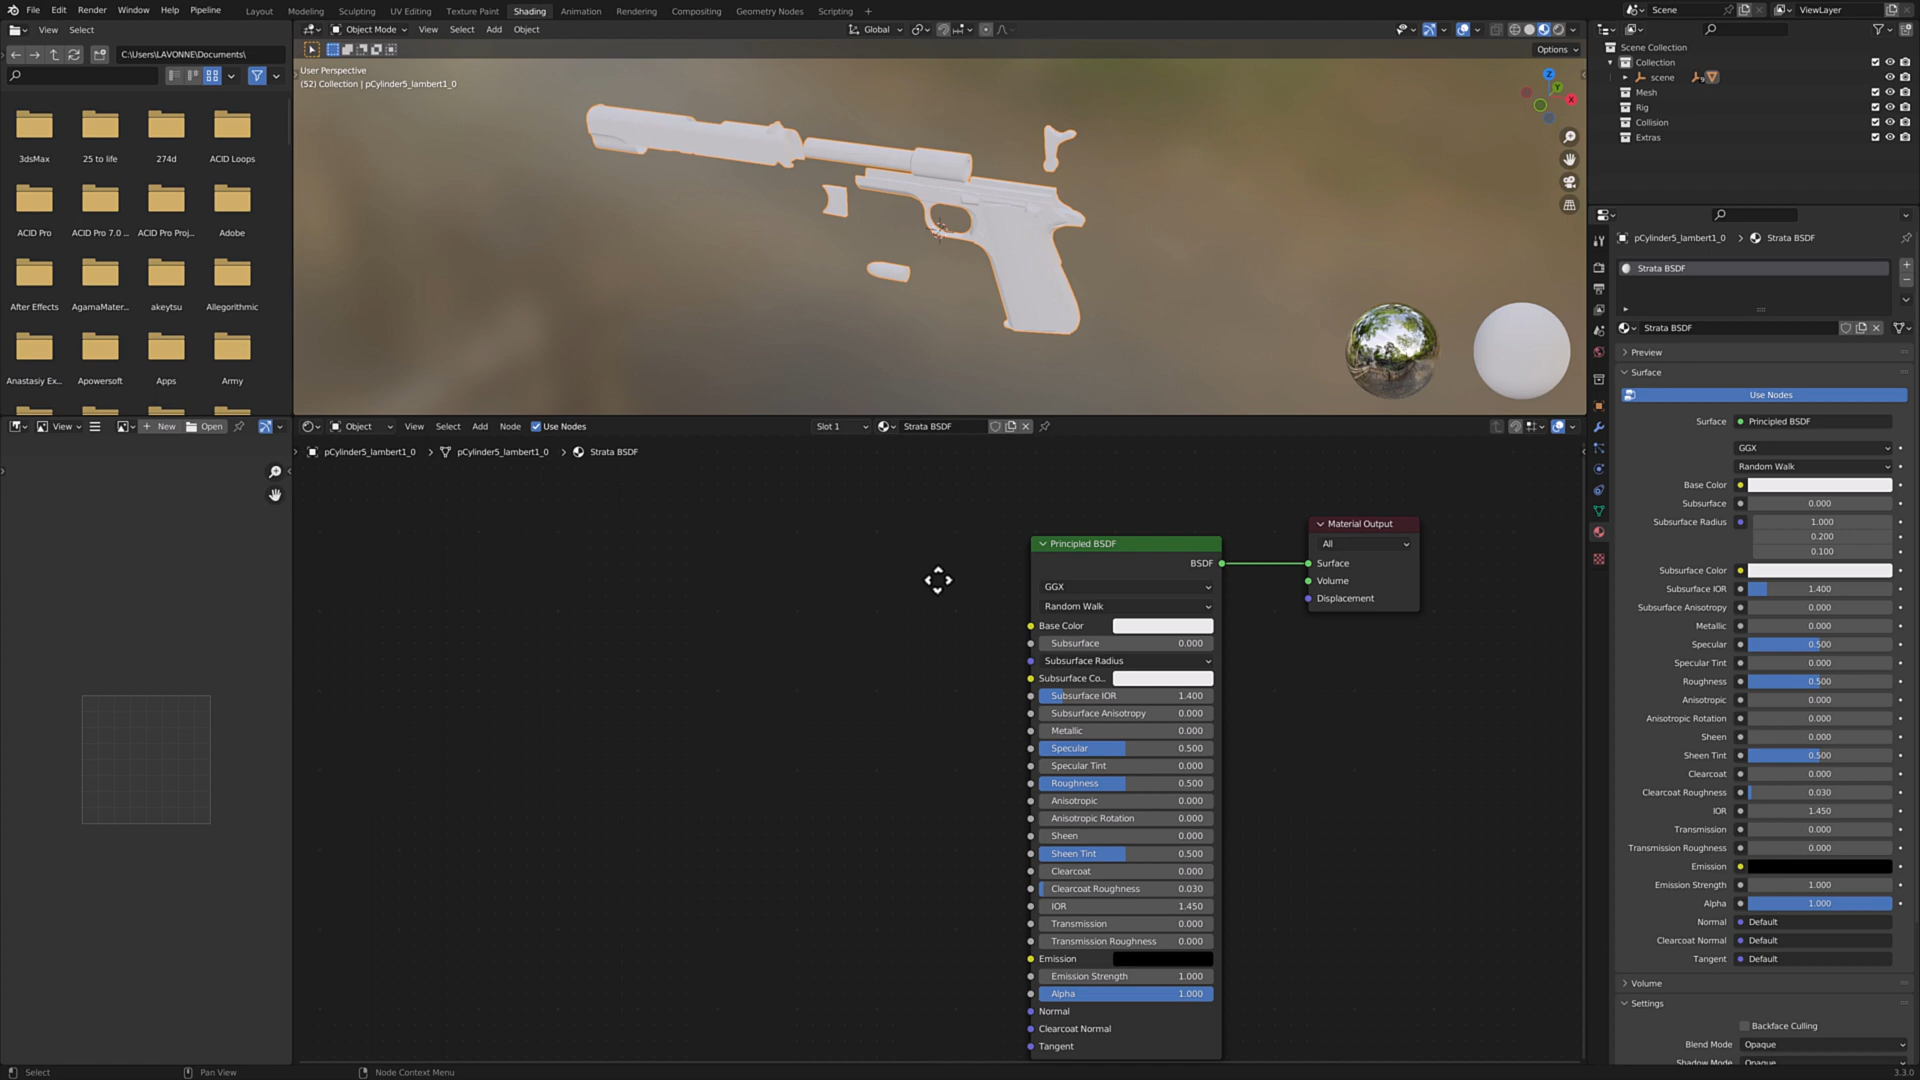 File Edit Render Window Help Pipeline Layout Modeling Sculpting UV Editing Texture Paint Shading Animation Rendering Compositing Geometry Nodes Scripting + Scene ViewLayer
View Select
C:\Users\LAVONNE\Documents\
3dsMax 25 to life 274d ACID Loops
ACID Pro ACID Pro 7.0 ... ACID Pro Proj... Adobe
After Effects AgamaMater... akeytsu Allegorithmic
Anastasiy Ex... Apowersoft Apps Army
Object Mode View Select Add Object Global
Options
User Perspective
(52) Collection | pCylinder5_lambert1_0
Z
Y
X
View New Open
Object View Select Add Node Use Nodes Slot 1 Strata BSDF
pCylinder5_lambert1_0 > pCylinder5_lambert1_0 > Strata BSDF
Principled BSDF
BSDF
GGX
Random Walk
Base Color
Subsurface 0.000
Subsurface Radius
Subsurface Co...
Subsurface IOR 1.400
Subsurface Anisotropy 0.000
Metallic 0.000
Specular 0.500
Specular Tint 0.000
Roughness 0.500
Anisotropic 0.000
Anisotropic Rotation 0.000
Sheen 0.000
Sheen Tint 0.500
Clearcoat 0.000
Clearcoat Roughness 0.030
IOR 1.450
Transmission 0.000
Transmission Roughness 0.000
Emission
Emission Strength 1.000
Alpha 1.000
Normal
Clearcoat Normal
Tangent
Material Output
All
Surface
Volume
Displacement
Scene Collection
Collection
scene
Mesh
Rig
Collision
Extras
pCylinder5_lambert1_0 > Strata BSDF
Strata BSDF
Strata BSDF
Preview
Surface
Use Nodes
Surface Principled BSDF
GGX
Random Walk
Base Color
Subsurface 0.000
Subsurface Radius 1.000
0.200
0.100
Subsurface Color
Subsurface IOR 1.400
Subsurface Anisotropy 0.000
Metallic 0.000
Specular 0.500
Specular Tint 0.000
Roughness 0.500
Anisotropic 0.000
Anisotropic Rotation 0.000
Sheen 0.000
Sheen Tint 0.500
Clearcoat 0.000
Clearcoat Roughness 0.030
IOR 1.450
Transmission 0.000
Transmission Roughness 0.000
Emission
Emission Strength 1.000
Alpha 1.000
Normal Default
Clearcoat Normal Default
Tangent Default
Volume
Settings
Backface Culling
Blend Mode Opaque
Shadow Mode Opaque
Select Pan View Node Context Menu 3.3.0